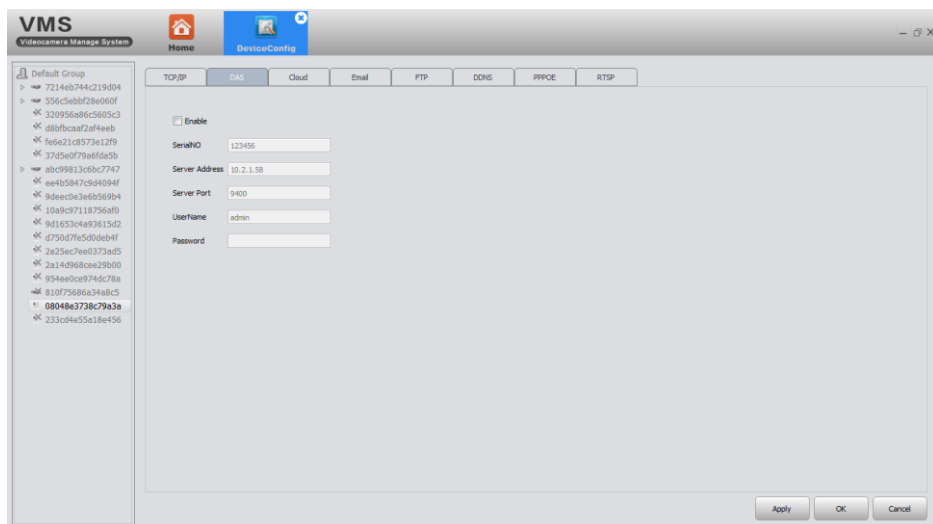 VMS
Videocamera Manage System
Home
DeviceConfig
Default Group
7214eb744c219d04
556c5ebbf28e060f
320956a86c5605c3
d8bfbcaaf2af4eeb
fe6e21c8573e12f9
37d5e0f79a6fda5b
abc99813c6bc7747
ee4b5847c9d4094f
9deec0e3e6b569b4
10a9c97118756af0
9d1653c4a93615d2
d750d7fe5d0deb4f
2e25ec7ee0373ad5
2a14d968cee29b00
954ee0ce974dc78a
810f75686a34a8c5
08048e3738c79a3a
233cd4e55a18e456
TCP/IP DAS Cloud Email FTP DDNS PPPOE RTSP
Enable
SerialNO 123456
Server Address 10.2.1.58
Server Port 9400
UserName admin
Password
Apply OK Cancel